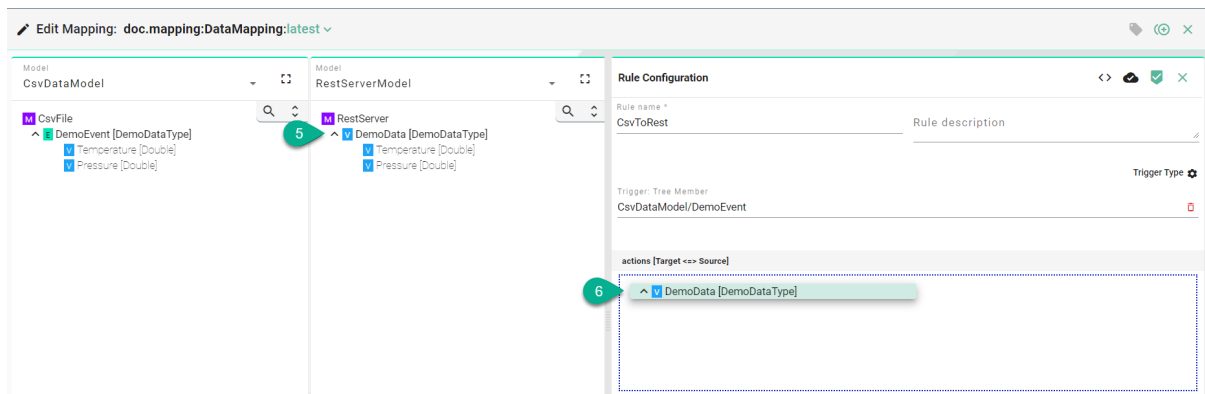 Edit Mapping: doc.mapping:DataMapping:latest
Model
CsvDataModel
M CsvFile
E DemoEvent [DemoDataType]
V Temperature [Double]
V Pressure [Double]
Model
RestServerModel
M RestServer
5
V DemoData [DemoDataType]
V Temperature [Double]
V Pressure [Double]
Rule Configuration
Rule name *
CsvToRest
Rule description
Trigger Type
Trigger: Tree Member
CsvDataModel/DemoEvent
actions [Target <=> Source]
6
V DemoData [DemoDataType]